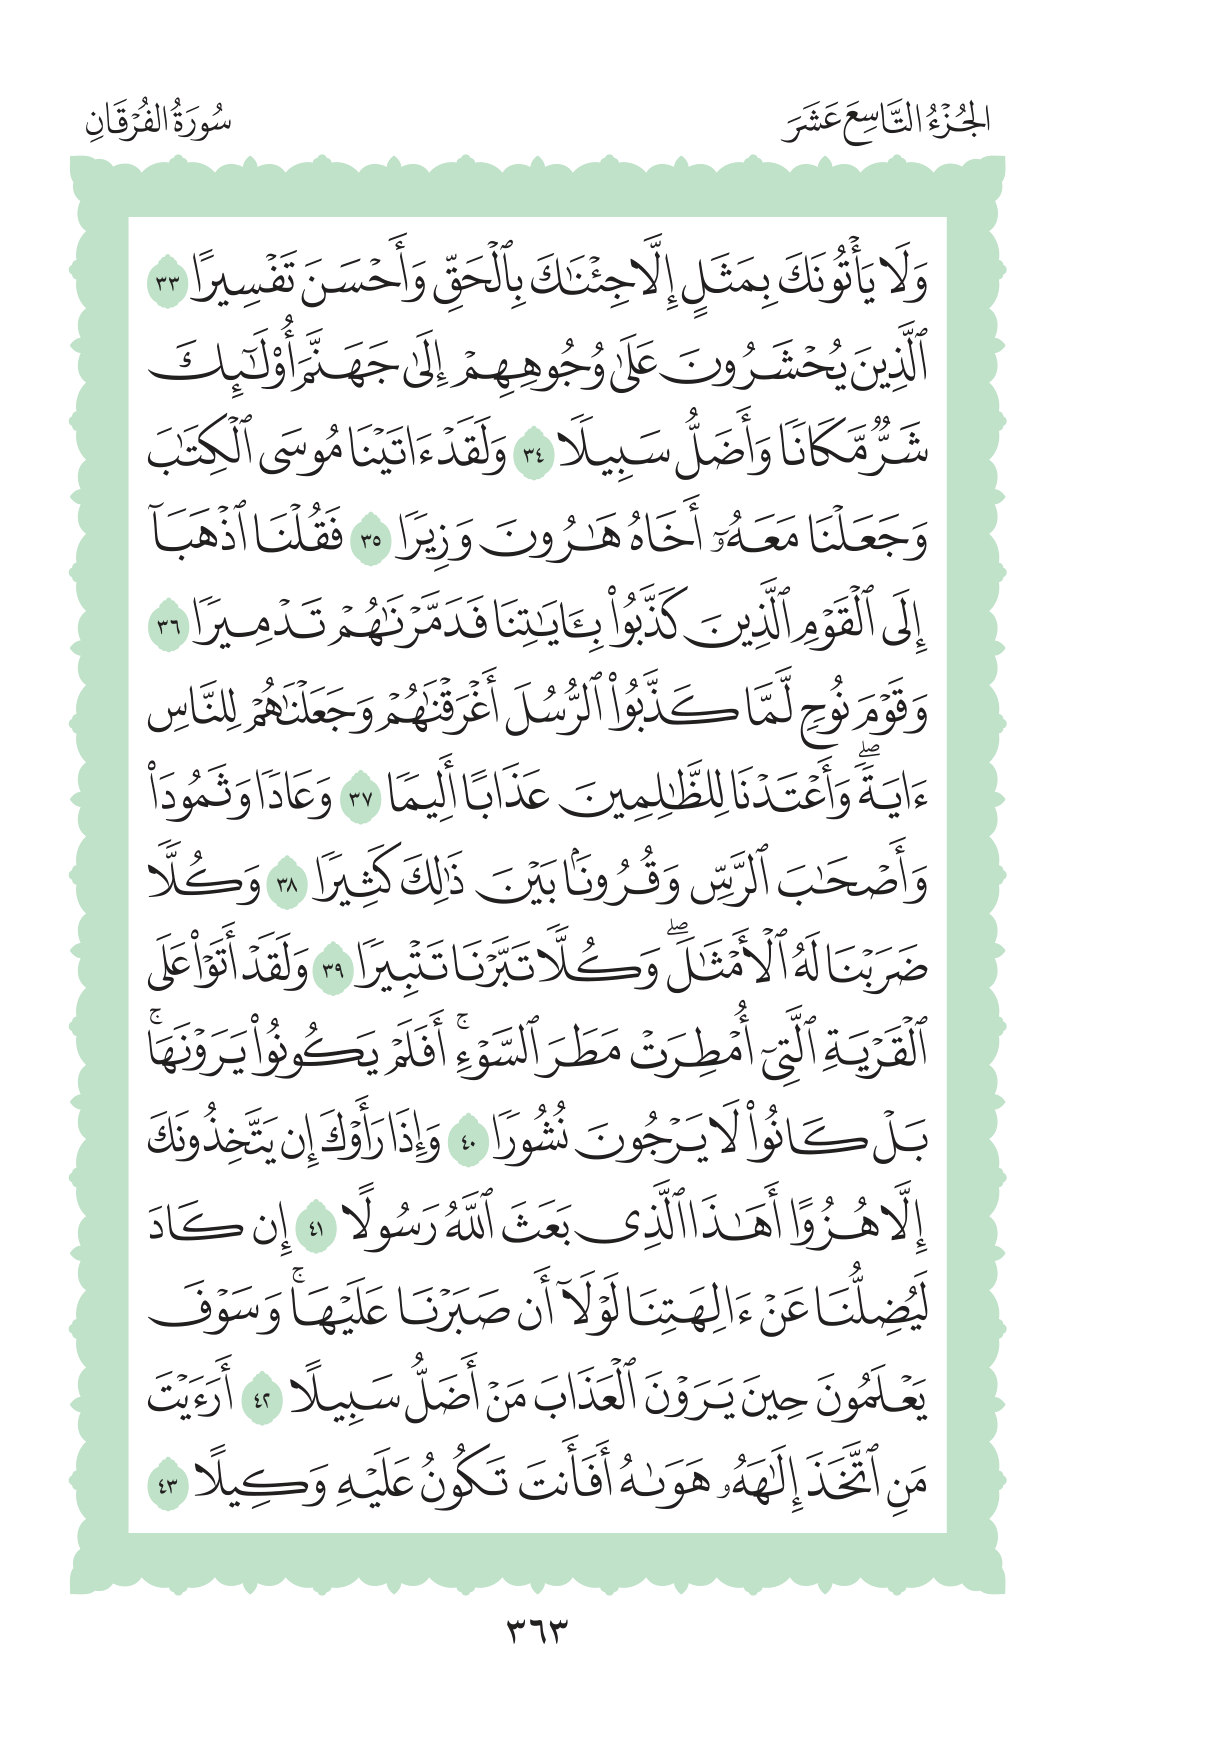 الجُزْءُ التَّاسِعَ عَشَرَ
سُورَةُ الفُرْقَانِ
وَلَا يَأْتُونَكَ بِمَثَلٍ إِلَّا جِئْنَٰكَ بِٱلْحَقِّ وَأَحْسَنَ تَفْسِيرًا ٣٣
ٱلَّذِينَ يُحْشَرُونَ عَلَىٰ وُجُوهِهِمْ إِلَىٰ جَهَنَّمَ أُوْلَٰٓئِكَ
شَرٌّ مَّكَانًا وَأَضَلُّ سَبِيلًا ٣٤ وَلَقَدْ ءَاتَيْنَا مُوسَى ٱلْكِتَٰبَ
وَجَعَلْنَا مَعَهُۥٓ أَخَاهُ هَٰرُونَ وَزِيرًا ٣٥ فَقُلْنَا ٱذْهَبَآ
إِلَى ٱلْقَوْمِ ٱلَّذِينَ كَذَّبُوا۟ بِـَٔايَٰتِنَا فَدَمَّرْنَٰهُمْ تَدْمِيرًا ٣٦
وَقَوْمَ نُوحٍ لَّمَّا كَذَّبُوا۟ ٱلرُّسُلَ أَغْرَقْنَٰهُمْ وَجَعَلْنَٰهُمْ لِلنَّاسِ
ءَايَةًۖ وَأَعْتَدْنَا لِلظَّٰلِمِينَ عَذَابًا أَلِيمًا ٣٧ وَعَادًا وَثَمُودَا۟
وَأَصْحَٰبَ ٱلرَّسِّ وَقُرُونًۢا بَيْنَ ذَٰلِكَ كَثِيرًا ٣٨ وَكُلًّا
ضَرَبْنَا لَهُ ٱلْأَمْثَٰلَۖ وَكُلًّا تَبَّرْنَا تَتْبِيرًا ٣٩ وَلَقَدْ أَتَوْا۟ عَلَى
ٱلْقَرْيَةِ ٱلَّتِىٓ أُمْطِرَتْ مَطَرَ ٱلسَّوْءِۚ أَفَلَمْ يَكُونُوا۟ يَرَوْنَهَاۚ
بَلْ كَانُوا۟ لَا يَرْجُونَ نُشُورًا ٤٠ وَإِذَا رَأَوْكَ إِن يَتَّخِذُونَكَ
إِلَّا هُزُوًا أَهَٰذَا ٱلَّذِى بَعَثَ ٱللَّهُ رَسُولًا ٤١ إِن كَادَ
لَيُضِلُّنَا عَنْ ءَالِهَتِنَا لَوْلَآ أَن صَبَرْنَا عَلَيْهَاۚ وَسَوْفَ
يَعْلَمُونَ حِينَ يَرَوْنَ ٱلْعَذَابَ مَنْ أَضَلُّ سَبِيلًا ٤٢ أَرَءَيْتَ
مَنِ ٱتَّخَذَ إِلَٰهَهُۥ هَوَىٰهُ أَفَأَنتَ تَكُونُ عَلَيْهِ وَكِيلًا ٤٣
٣٦٣